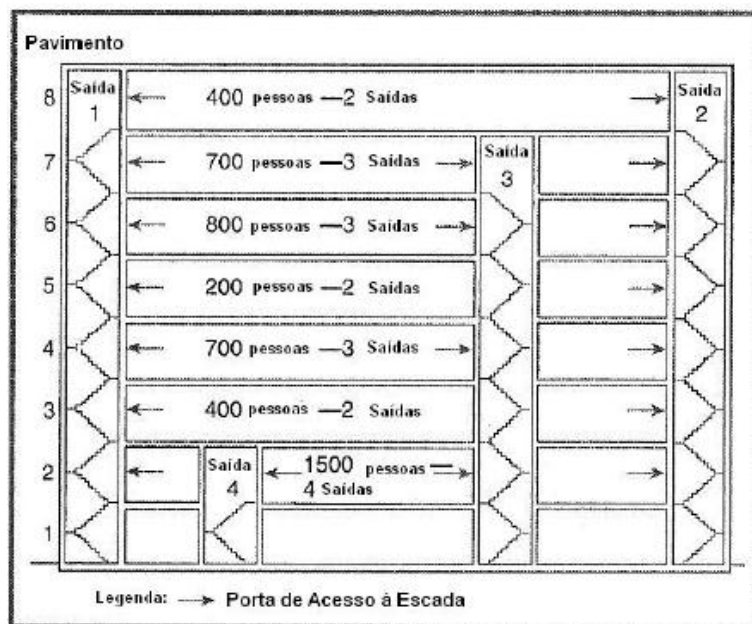 Pavimento
8 Saída 1 400 pessoas — 2 Saídas Saída 2
7 700 pessoas — 3 Saídas Saída 3
6 800 pessoas — 3 Saídas
5 200 pessoas — 2 Saídas
4 700 pessoas — 3 Saídas
3 400 pessoas — 2 Saídas
2 Saída 4 1500 pessoas —
4 Saídas
1
Legenda: → Porta de Acesso à Escada